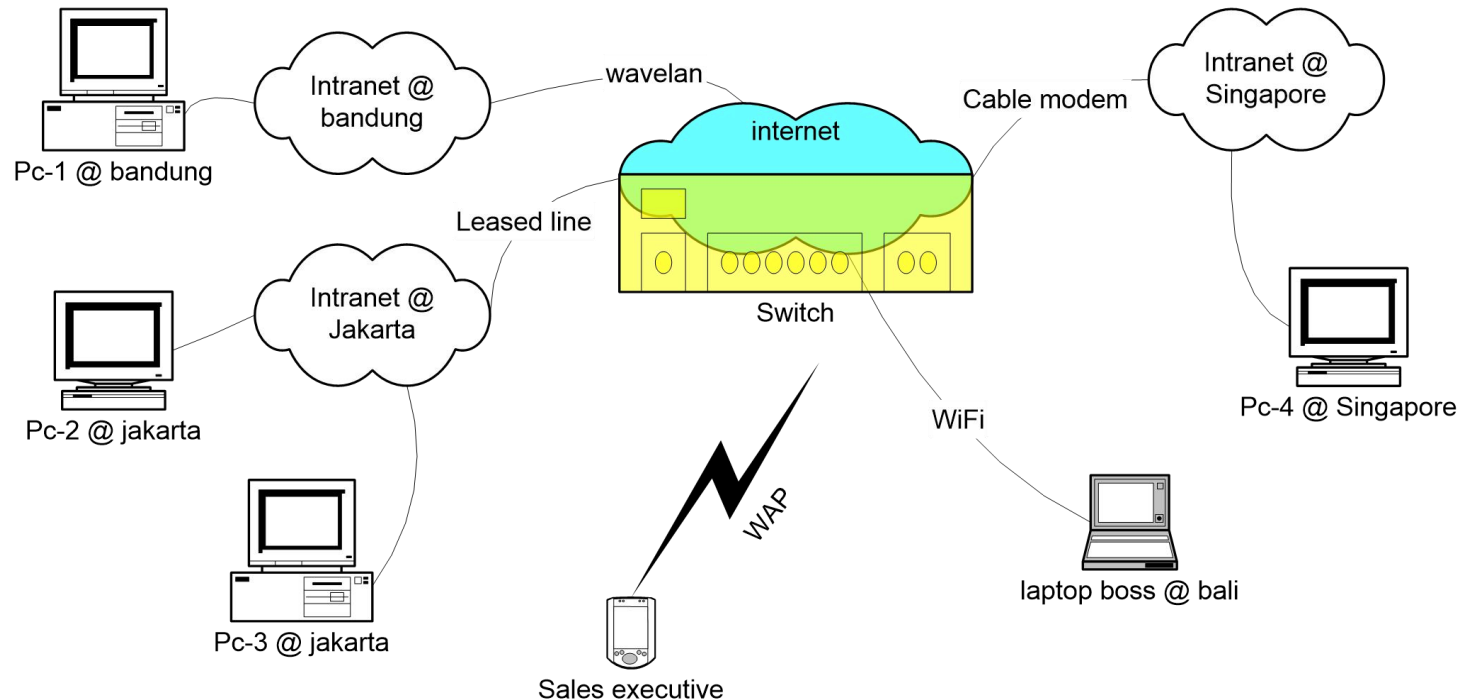 Intranet @
bandung
wavelan
Pc-1 @ bandung
internet
Cable modem
Intranet @
Singapore
Leased line
Intranet @
Jakarta
Switch
Pc-2 @ jakarta
Pc-4 @ Singapore
WiFi
WAP
Pc-3 @ jakarta
laptop boss @ bali
Sales executive